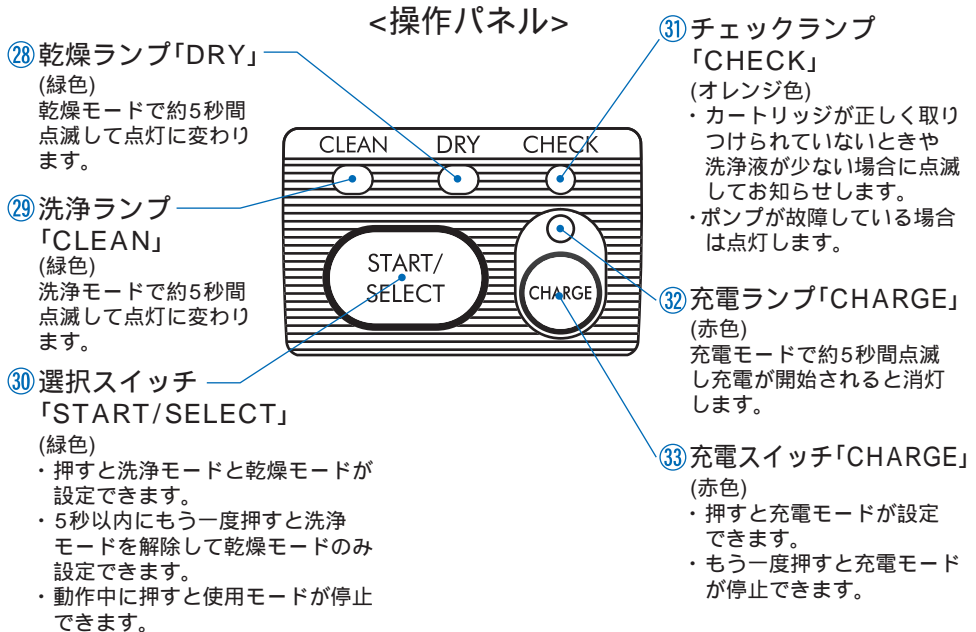 <操作パネル>
㉘乾燥ランプ「DRY」
(緑色)
乾燥モードで約5秒間
点滅して点灯に変わり
ます。
㉙洗浄ランプ
「CLEAN」
(緑色)
洗浄モードで約5秒間
点滅して点灯に変わり
ます。
㉚選択スイッチ
「START/SELECT」
(緑色)
・押すと洗浄モードと乾燥モードが
設定できます。
・5秒以内にもう一度押すと洗浄
モードを解除して乾燥モードのみ
設定できます。
・動作中に押すと使用モードが停止
できます。
CLEAN DRY CHECK
START/
SELECT
CHARGE
㉛チェックランプ
「CHECK」
(オレンジ色)
・カートリッジが正しく取り
つけられていないときや
洗浄液が少ない場合に点滅
してお知らせします。
・ポンプが故障している場合
は点灯します。
㉜充電ランプ「CHARGE」
(赤色)
充電モードで約5秒間点滅
し充電が開始されると消灯
します。
㉝充電スイッチ「CHARGE」
(赤色)
・押すと充電モードが設定
できます。
・もう一度押すと充電モード
が停止できます。